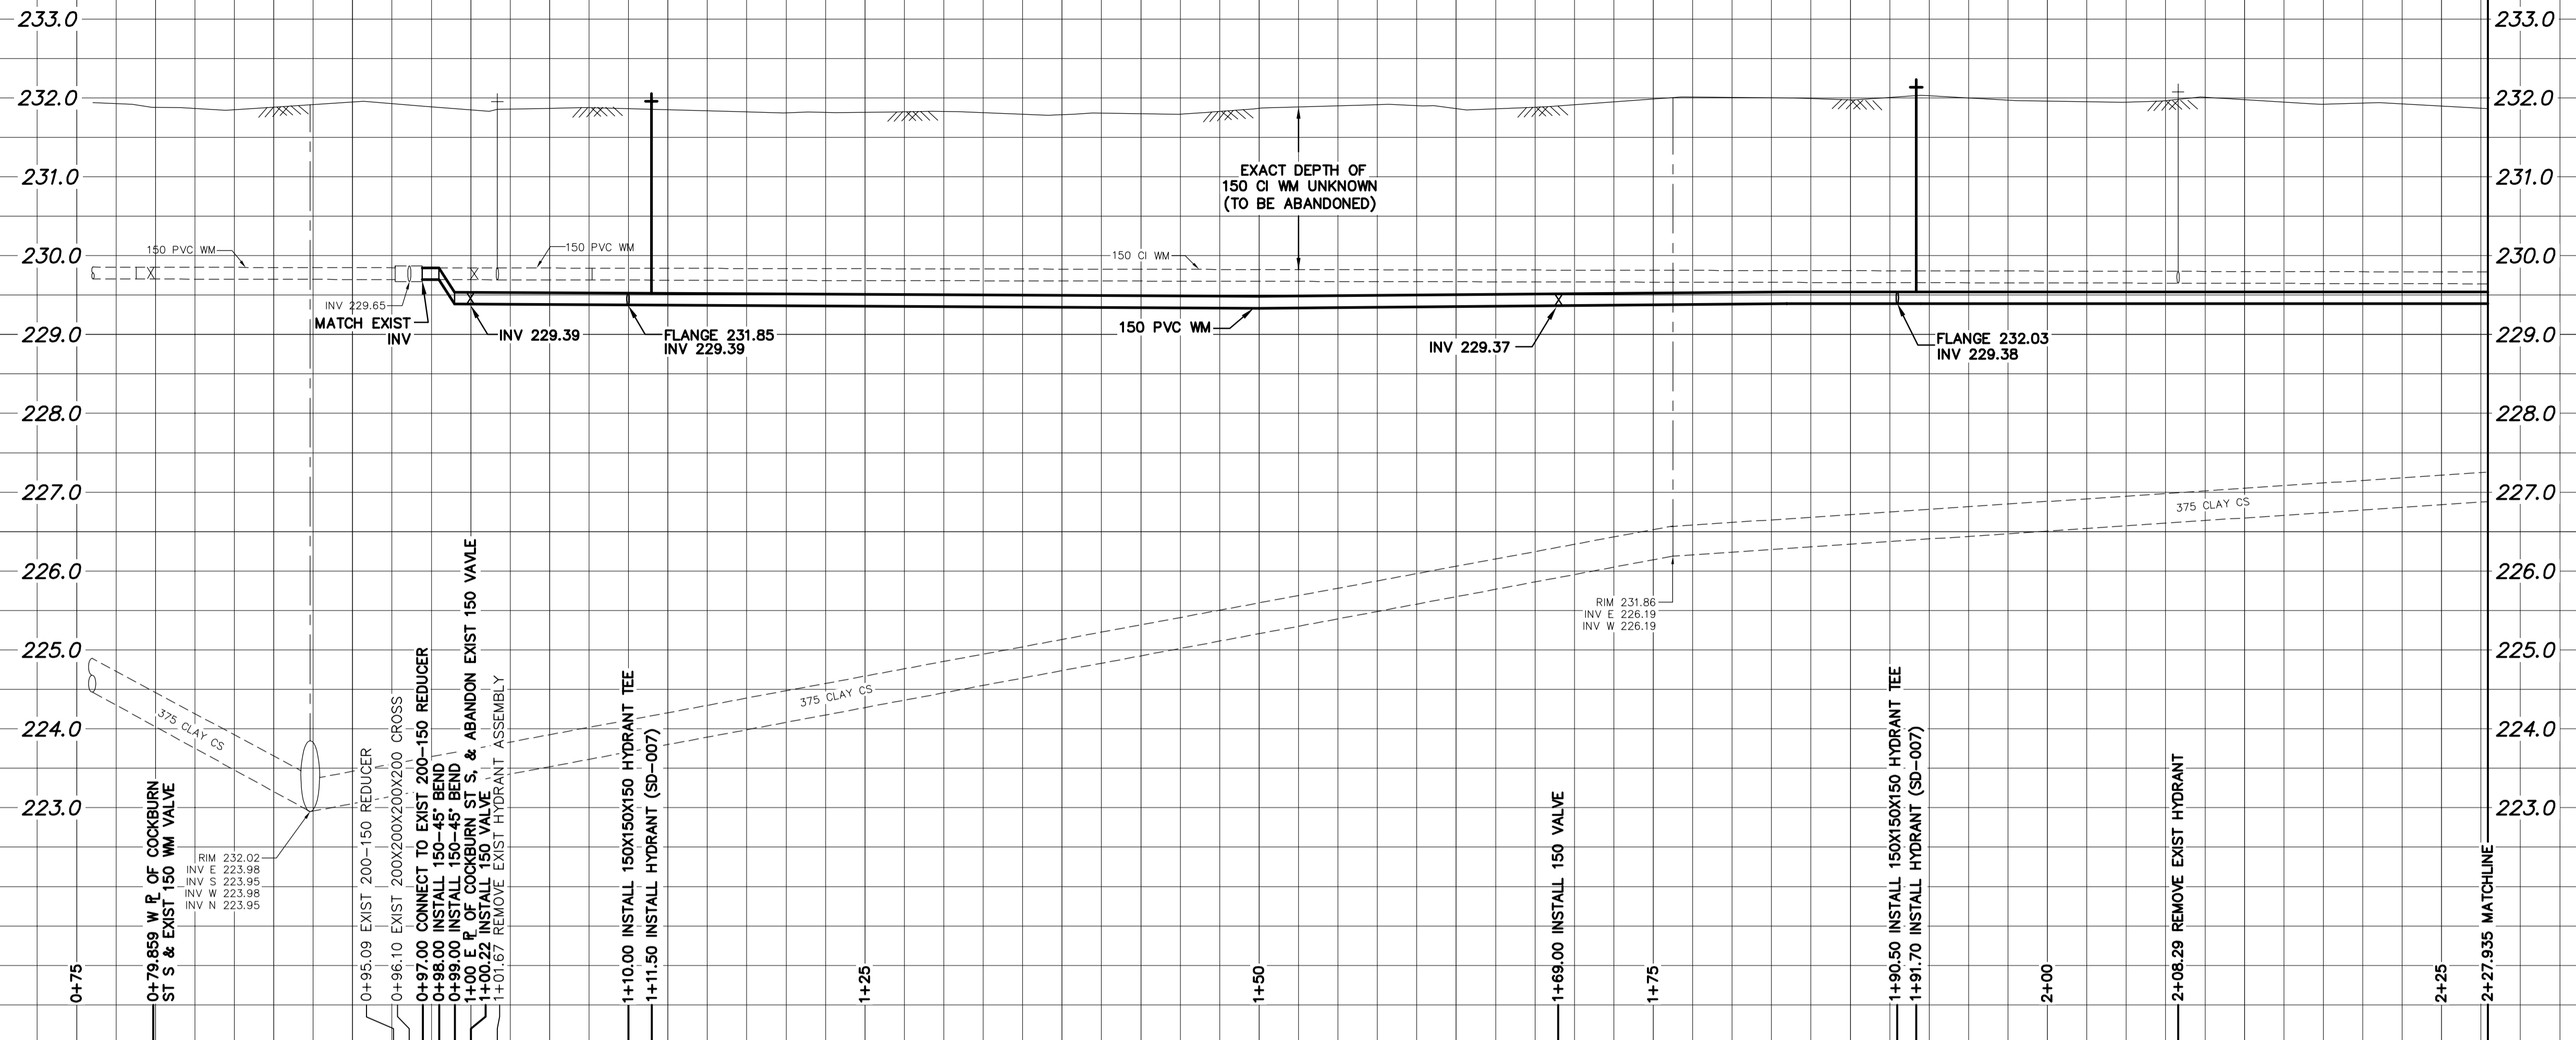 233.0
232.0
231.0
230.0
229.0
228.0
227.0
226.0
225.0
224.0
223.0
150 PVC WM
INV 229.65
MATCH EXIST
INV
150 PVC WM
INV 229.39
FLANGE 231.85
INV 229.39
EXACT DEPTH OF
150 CI WM UNKNOWN
(TO BE ABANDONED)
150 CI WM
150 PVC WM
INV 229.37
FLANGE 232.03
INV 229.38
RIM 231.86
INV E 226.19
INV W 226.19
375 CLAY CS
375 CLAY CS
375 CLAY CS
RIM 232.02
INV E 223.98
INV S 223.95
INV W 223.98
INV N 223.95
0+75
0+79.859 W PL OF COCKBURN
ST S & EXIST 150 WM VALVE
0+95.09 EXIST 200-150 REDUCER
0+96.10 EXIST 200X200X200X200 CROSS
0+97.00 CONNECT TO EXIST 200-150 REDUCER
0+98.00 INSTALL 150-45° BEND
0+99.00 INSTALL 150-45° BEND
1+00 E PL OF COCKBURN ST S, & ABANDON EXIST 150 VAVLE
1+00.22 INSTALL 150 VALVE
1+01.67 REMOVE EXIST HYDRANT ASSEMBLY
1+10.00 INSTALL 150X150X150 HYDRANT TEE
1+11.50 INSTALL HYDRANT (SD-007)
1+25
1+50
1+69.00 INSTALL 150 VALVE
1+75
1+90.50 INSTALL 150X150X150 HYDRANT TEE
1+91.70 INSTALL HYDRANT (SD-007)
2+00
2+08.29 REMOVE EXIST HYDRANT
2+25
2+27.935 MATCHLINE
233.0
232.0
231.0
230.0
229.0
228.0
227.0
226.0
225.0
224.0
223.0